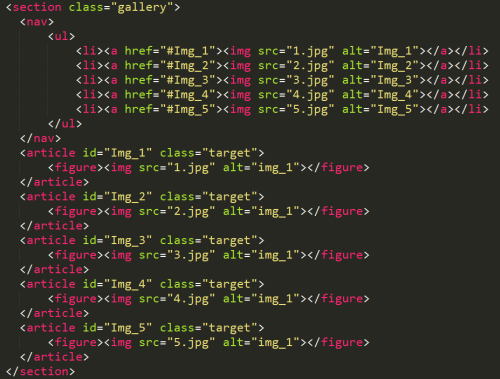 <section class="gallery">
<nav>
<ul>
<li><a href="#Img_1"><img src="1.jpg" alt="Img_1"></a></li>
<li><a href="#Img_2"><img src="2.jpg" alt="Img_2"></a></li>
<li><a href="#Img_3"><img src="3.jpg" alt="Img_3"></a></li>
<li><a href="#Img_4"><img src="4.jpg" alt="Img_4"></a></li>
<li><a href="#Img_5"><img src="5.jpg" alt="Img_5"></a></li>
</ul>
</nav>
<article id="Img_1" class="target">
<figure><img src="1.jpg" alt="img_1"></figure>
</article>
<article id="Img_2" class="target">
<figure><img src="2.jpg" alt="img_1"></figure>
</article>
<article id="Img_3" class="target">
<figure><img src="3.jpg" alt="img_1"></figure>
</article>
<article id="Img_4" class="target">
<figure><img src="4.jpg" alt="img_1"></figure>
</article>
<article id="Img_5" class="target">
<figure><img src="5.jpg" alt="img_1"></figure>
</article>
</section>